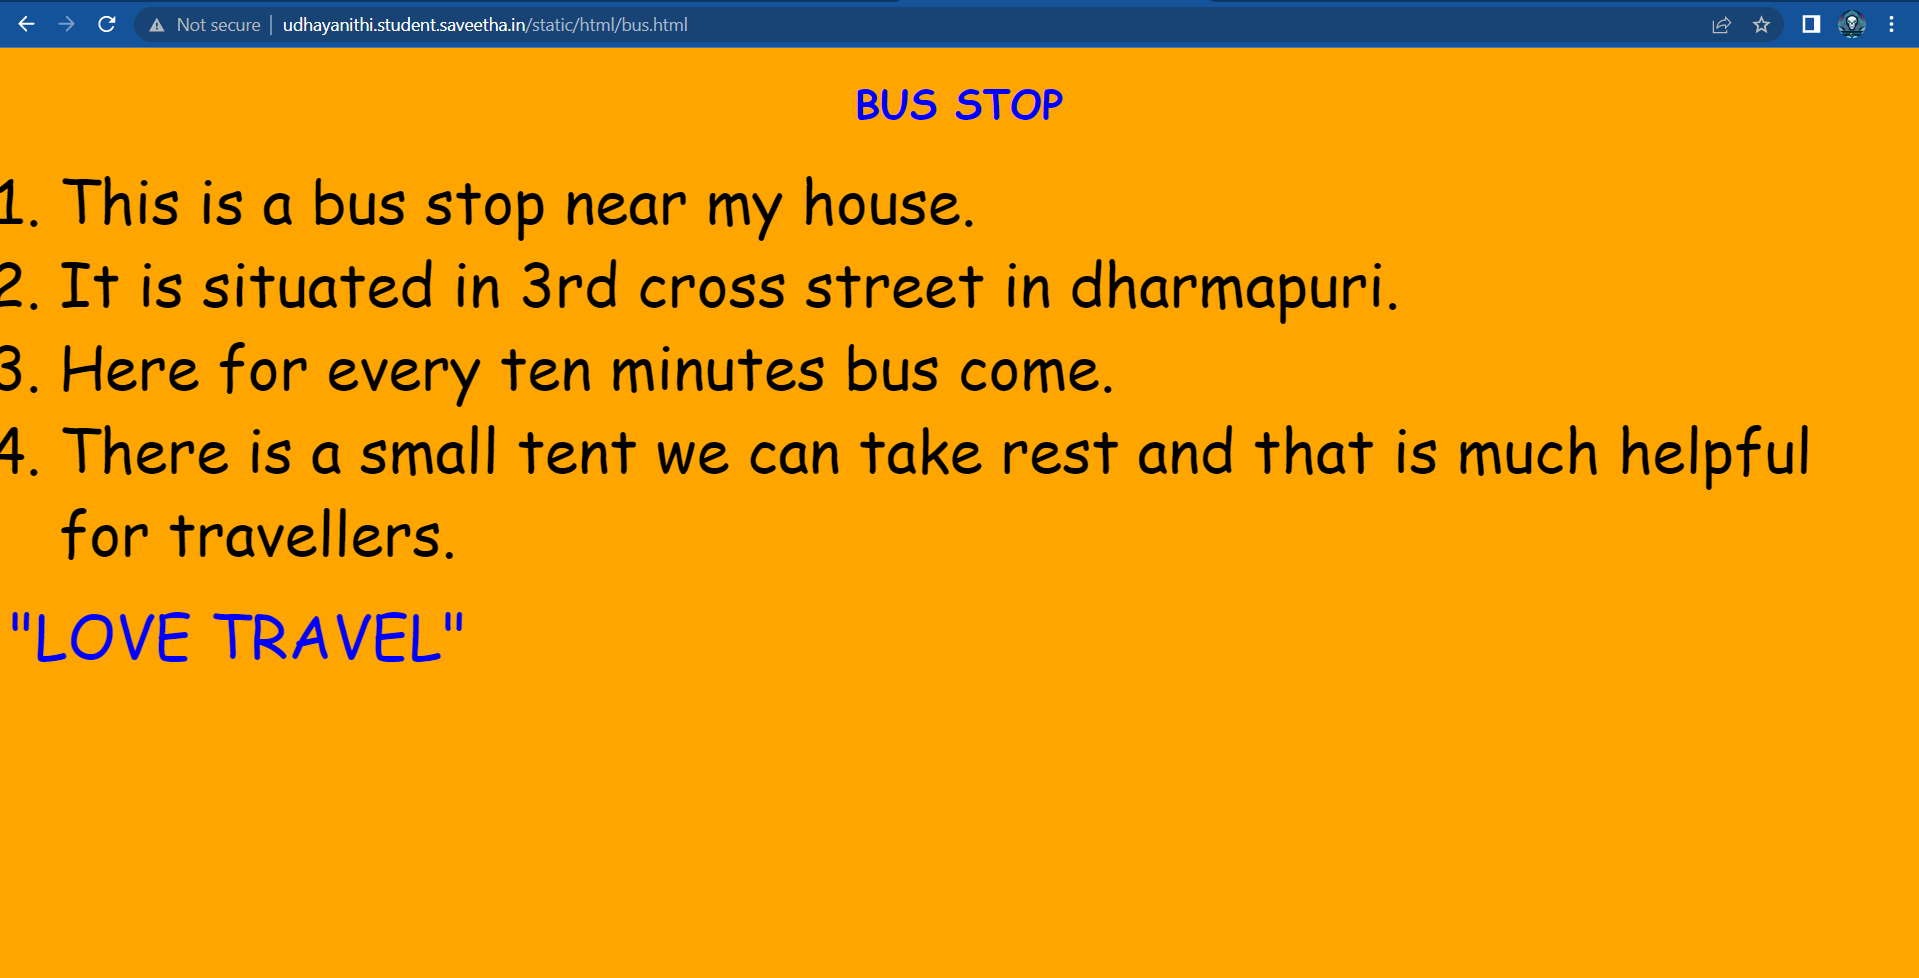 Not secure | udhayanithi.student.saveetha.in/static/html/bus.html
BUS STOP
1. This is a bus stop near my house.
2. It is situated in 3rd cross street in dharmapuri.
3. Here for every ten minutes bus come.
4. There is a small tent we can take rest and that is much helpful
for travellers.
"LOVE TRAVEL"